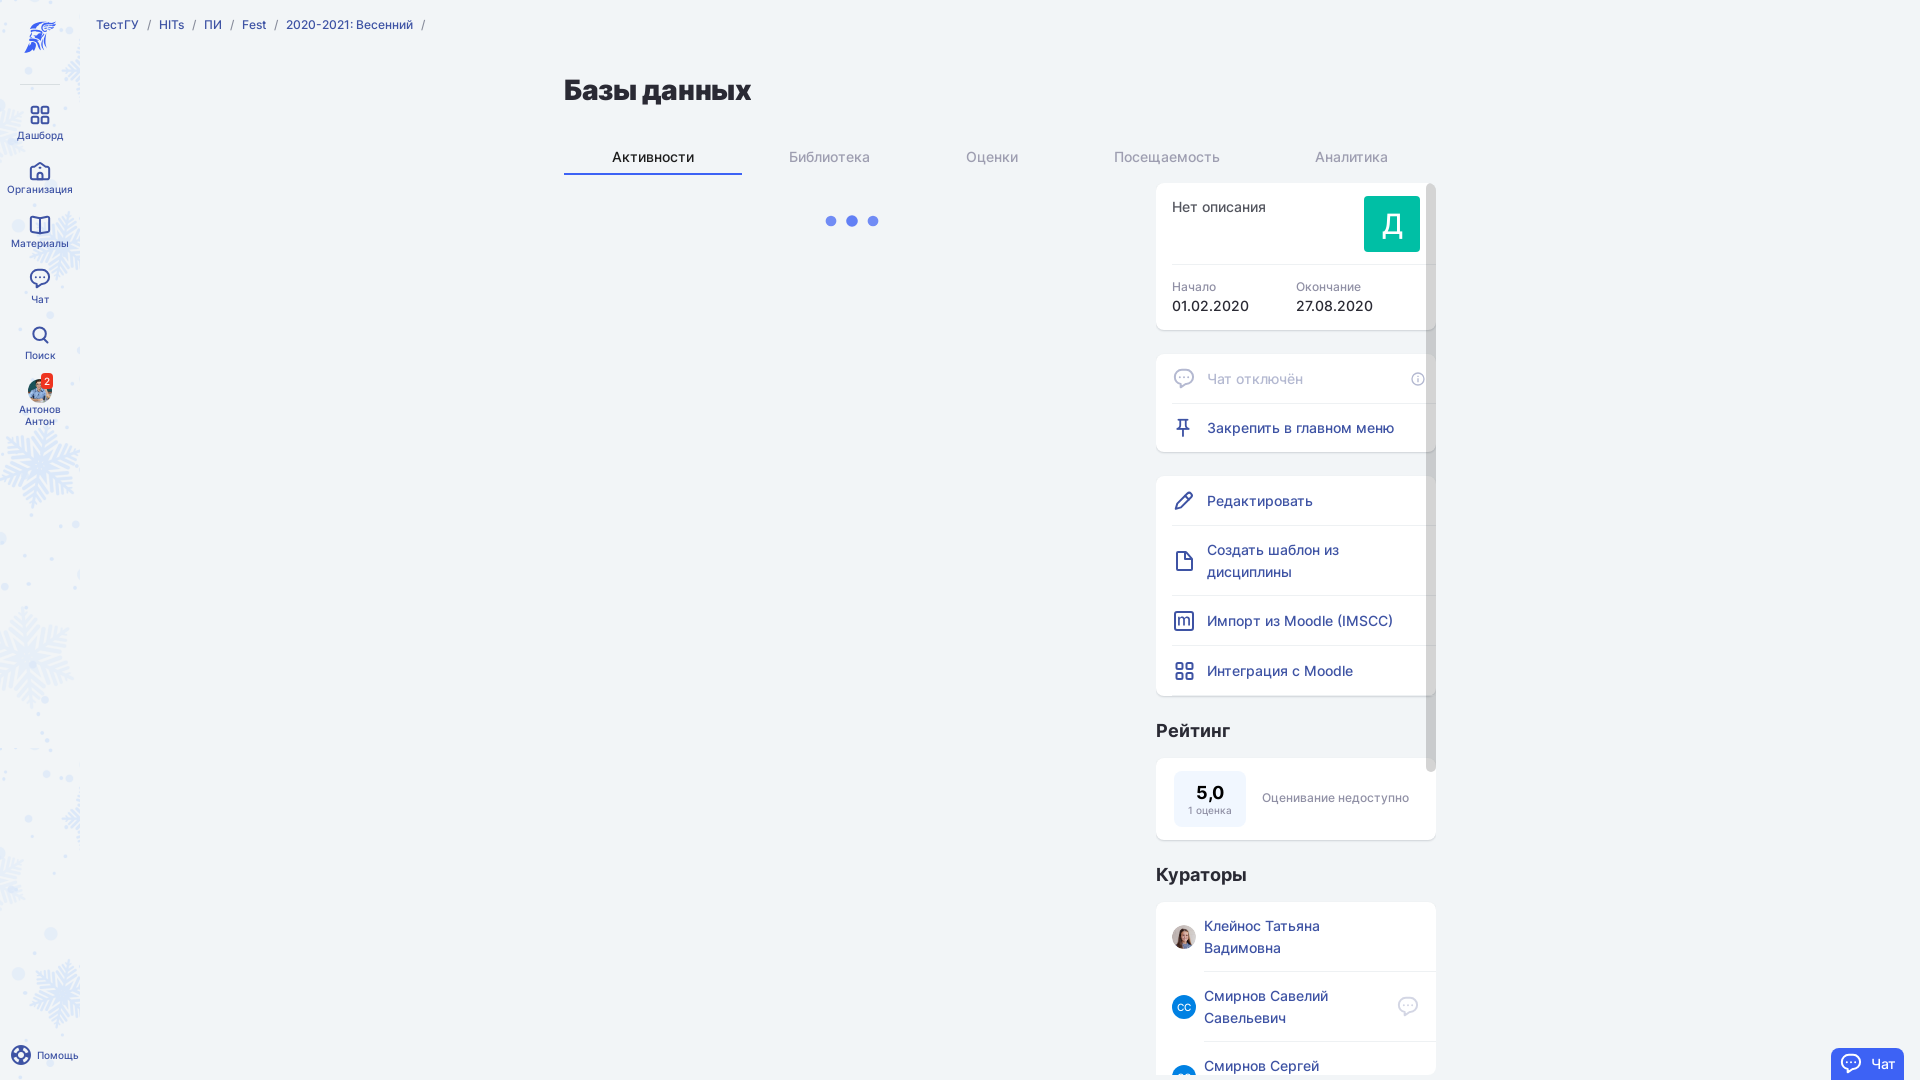 ТестГУ / HITs / ПИ / Fest / 2020-2021: Весенний /
Дашборд
Организация
Материалы
Чат
Поиск
2
Антонов
Антон
Помощь
Базы данных
Активности Библиотека Оценки Посещаемость Аналитика
Нет описания
Д
Начало Окончание
01.02.2020 27.08.2020
Чат отключён
Закрепить в главном меню
Редактировать
Создать шаблон из
дисциплины
m Импорт из Moodle (IMSCC)
Интеграция с Moodle
Рейтинг
5,0
1 оценка
Оценивание недоступно
Кураторы
Клейнос Татьяна
Вадимовна
СС Смирнов Савелий
Савельевич
Смирнов Сергей
Чат